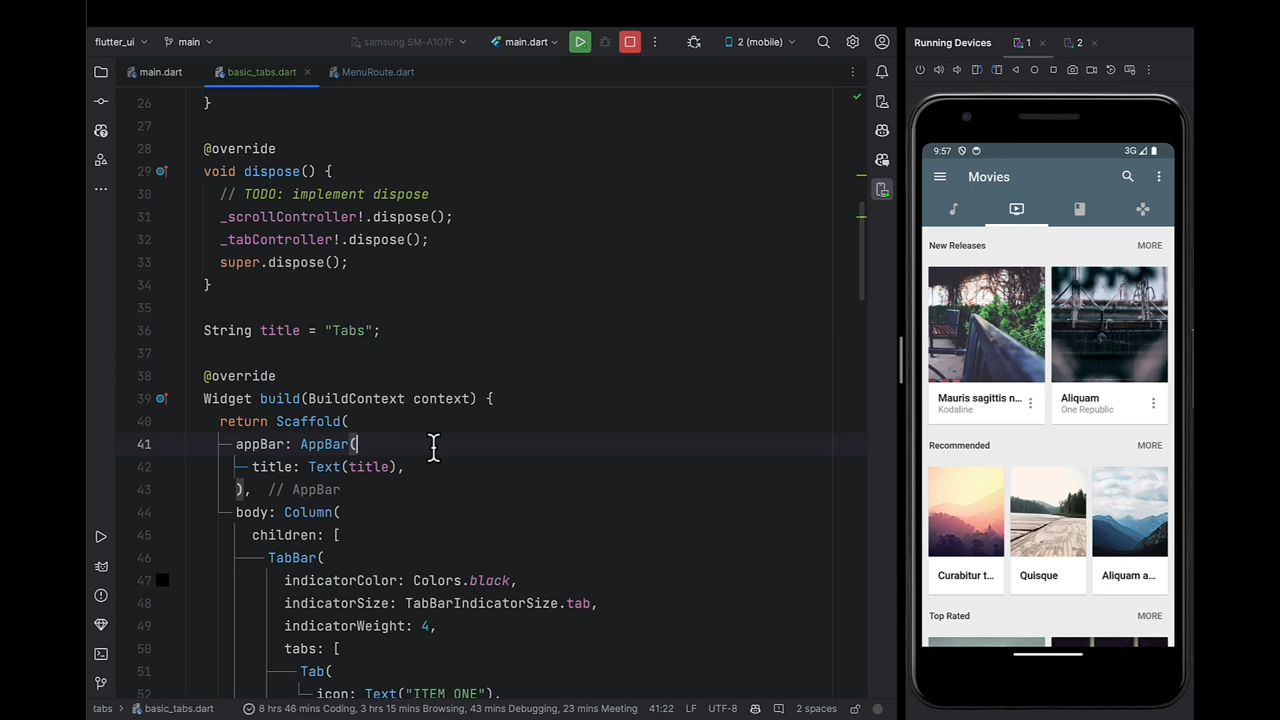 flutter_ui
main
samsung SM-A107F
main.dart
2 (mobile)
Running Devices
1
2
main.dart
basic_tabs.dart
MenuRoute.dart
26 }
27
28 @override
29 void dispose() {
30 // TODO: implement dispose
31 _scrollController!.dispose();
32 _tabController!.dispose();
33 super.dispose();
34 }
35
36 String title = "Tabs";
37
38 @override
39 Widget build(BuildContext context) {
40 return Scaffold(
41 appBar: AppBar(
42 title: Text(title),
43 ), // AppBar
44 body: Column(
45 children: [
46 TabBar(
47 indicatorColor: Colors.black,
48 indicatorSize: TabBarIndicatorSize.tab,
49 indicatorWeight: 4,
50 tabs: [
51 Tab(
52 icon: Text("ITEM ONE"),
9:57
3G
Movies
New Releases
MORE
Mauris sagittis n...
Kodaline
Aliquam
One Republic
Recommended
MORE
Curabitur t...
Quisque
Aliquam a...
Top Rated
MORE
tabs
basic_tabs.dart
8 hrs 46 mins Coding, 3 hrs 15 mins Browsing, 43 mins Debugging, 23 mins Meeting
41:22
LF
UTF-8
2 spaces